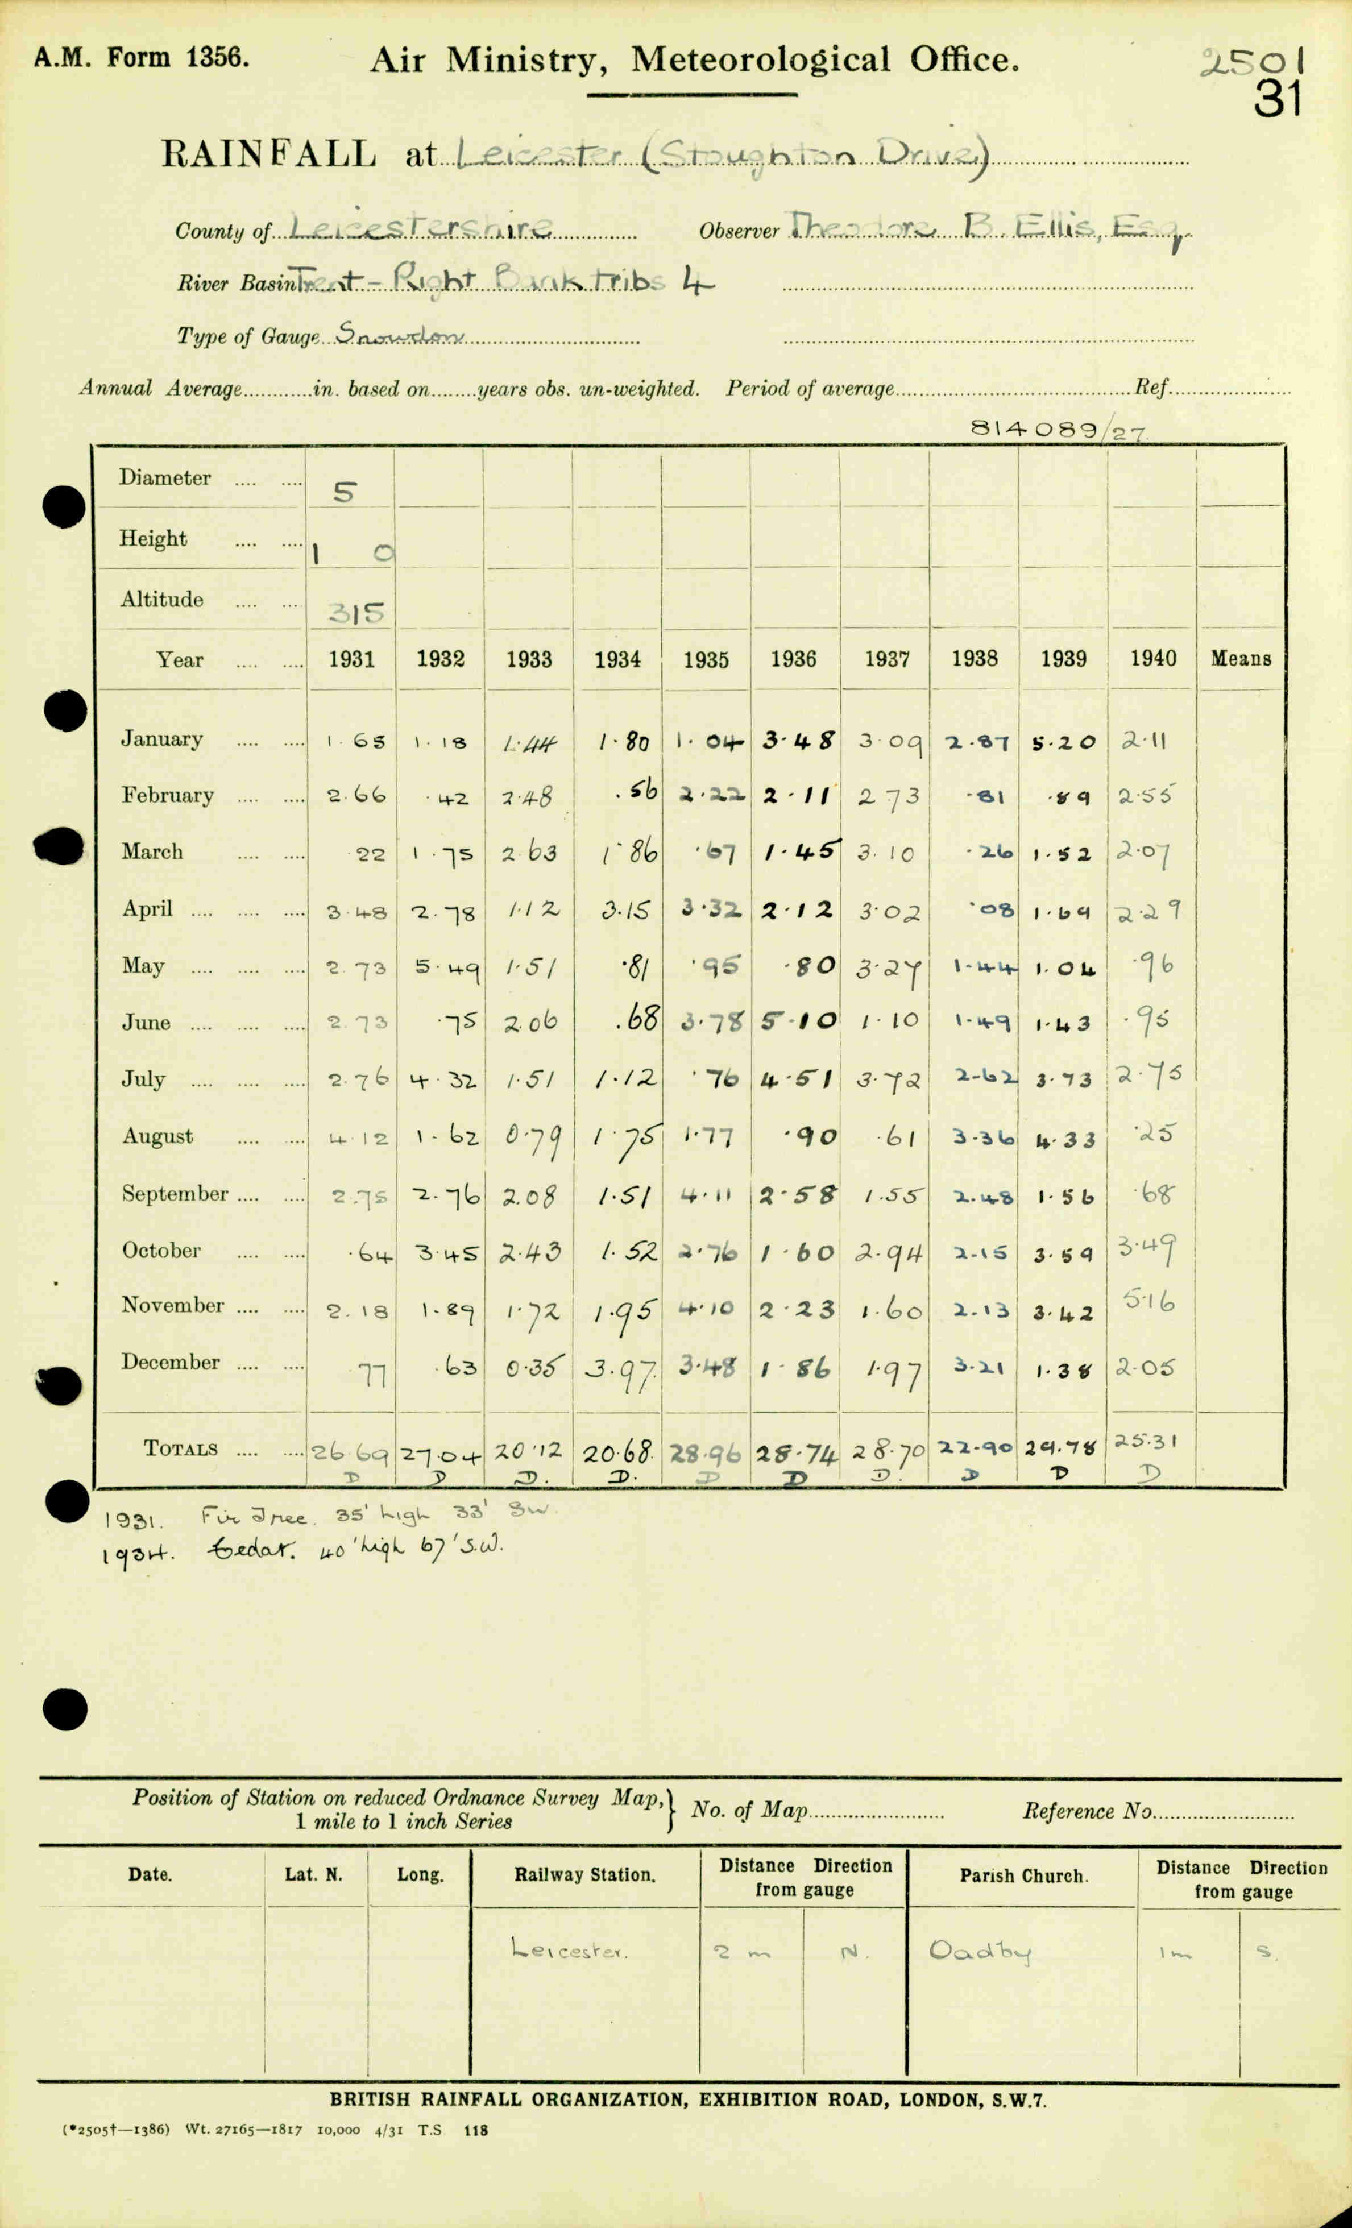 A.M. Form 1356. Air Ministry, Meteorological Office. 2501
31
RAINFALL at Leicester (Stoughton Drive)
County of Leicestershire Observer Theodore B. Ellis, Esq.
River Basin Trent - Right Bank tribs 4
Type of Gauge Snowdon
Annual Average............in. based on........years obs. un-weighted. Period of average............Ref............
814089/27
Diameter .... .... 5
Height .... .... 1 0
Altitude .... .... 315
Year .... .... 1931 1932 1933 1934 1935 1936 1937 1938 1939 1940 Means
January .... .... 1.65 1.18 1.44 1.80 1.04 3.48 3.09 2.87 5.20 2.11
February .... .... 2.66 .42 2.48 .56 2.22 2.11 2.73 .81 .89 2.55
March .... .... .22 1.75 2.63 1.86 .67 1.45 3.10 .26 1.52 2.07
April .... .... .... 3.48 2.78 1.12 3.15 3.32 2.12 3.02 .08 1.69 2.29
May .... .... .... 2.73 5.49 1.51 .81 .95 .80 3.27 1.44 1.04 .96
June .... .... .... 2.73 .75 2.06 .68 3.78 5.10 1.10 1.49 1.43 .95
July .... .... .... 2.76 4.32 1.51 1.12 .76 4.51 3.72 2.62 3.73 2.75
August .... .... 4.12 1.62 0.79 1.75 1.77 .90 .61 3.36 4.33 .25
September .... .... 2.75 2.76 2.08 1.51 4.11 2.58 1.55 2.48 1.56 .68
October .... .... .64 3.45 2.43 1.52 2.76 1.60 2.94 2.15 3.59 3.49
November .... .... 2.18 1.89 1.72 1.95 4.10 2.23 1.60 2.13 3.42 5.16
December .... .... .77 .63 0.35 3.97 3.48 1.86 1.97 3.21 1.38 2.05
TOTALS .... .... 26.69 27.04 20.12 20.68 28.96 28.74 28.70 22.90 29.78 25.31
D D D. D. D D D. D D D
1931. Fir Tree. 35' high 33' SW.
1934. Cedar. 40' high 67' S.W.
Position of Station on reduced Ordnance Survey Map, 1 mile to 1 inch Series } No. of Map............ Reference No............
Date. Lat. N. Long. Railway Station. Distance Direction from gauge Parish Church. Distance Direction from gauge
Leicester. 2 m N. Oadby 1m S.
BRITISH RAINFALL ORGANIZATION, EXHIBITION ROAD, LONDON, S.W.7.
(*2505†—1386) Wt. 27165—1817 10,000 4/31 T.S 118